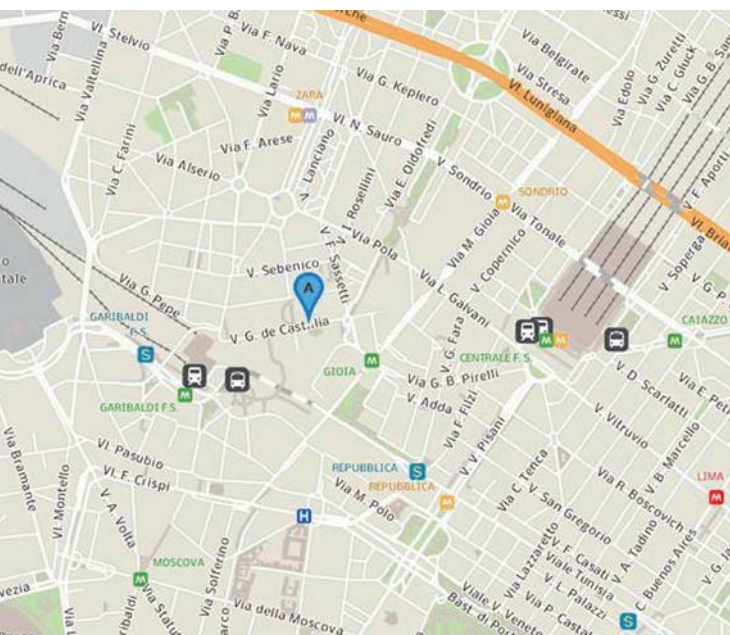 Vl. Stelvio
Via F. Nava
Via Lario
Via G. Keplero
Via Belgirate
Via Stresa
Vl. Lunigiana
Via Edolo
Via G. Zuretti
Via C Gluck
dell'Aprica
Via Valtellina
Via C. Farini
ZARA
M M
Vl. N. Sauro
Via F. Arese
Via Alserio
V. Lanciano
Via E. Oldofredi
V. Sondrio
SONDRIO
M
Via Tonale
V. F. Aporti
V. Soperga
V. F. Sassetti
Via Pola
Via M. Gioia
V. Copernico
Via L. Galvani
V. Sebenico
A
V. G. de Castillia
Via G. Pepe
GARIBALDI
F.S.
S
GARIBALDI F.S.
M
GIOIA
M
V. G. Fara
CENTRALE F. S.
M M
CAIAZZO
M
Via G. B. Pirelli
V. Adda
Via F. Filzi
V. V. Pisani
V. D. Scarlatti
V. Vitruvio
V. B. Marcello
LIMA
M
Via R. Boscovich
Via Bramante
Vl. Montello
Vl. Pasubio
Vl. F. Crispi
V. A. Volta
REPUBBLICA
S
REPUBBLICA
M
Via M. Polo
H
Via C. Tenca
V. San Gregorio
V. F. Casati
Viale Tunisia
V. L. Palazzi
V. A. Tadino
C Buenos Aires
Via Lazzaretto
MOSCOVA
M
Via Solferino
Via della Moscova
Viale V. Veneto
S